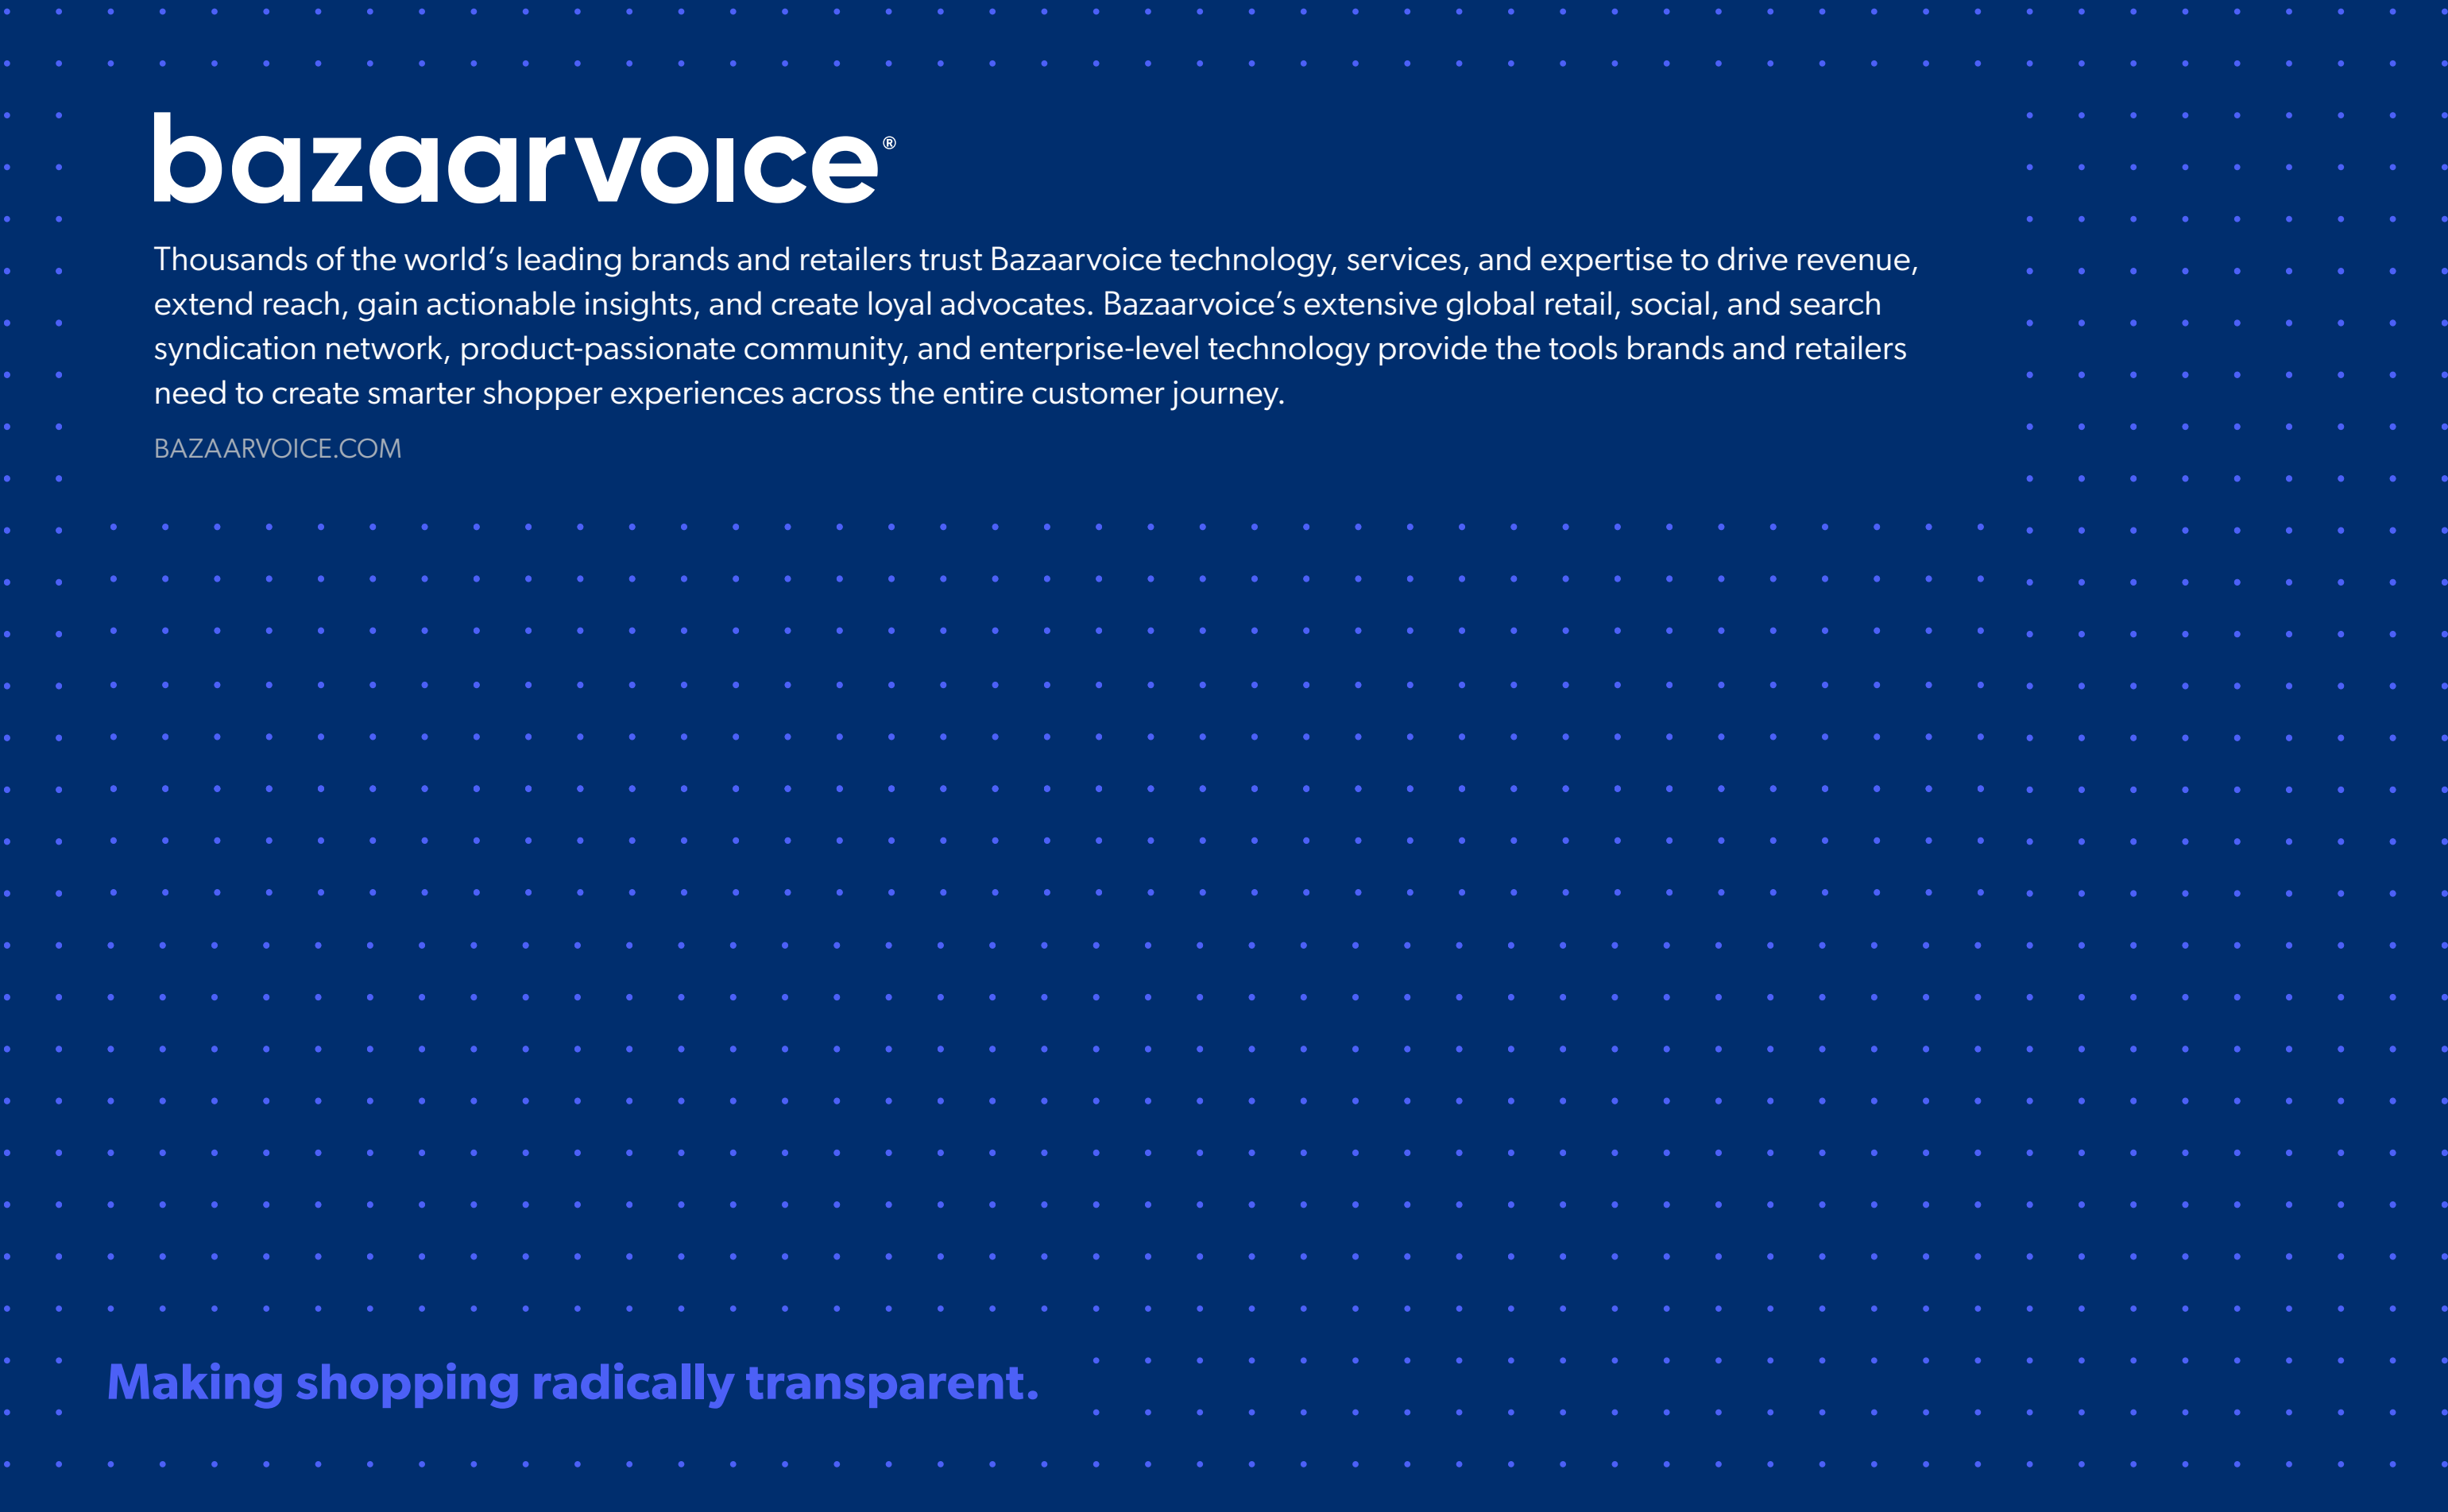 bazaarvoice®
Thousands of the world’s leading brands and retailers trust Bazaarvoice technology, services, and expertise to drive revenue,
extend reach, gain actionable insights, and create loyal advocates. Bazaarvoice’s extensive global retail, social, and search
syndication network, product-passionate community, and enterprise-level technology provide the tools brands and retailers
need to create smarter shopper experiences across the entire customer journey.
BAZAARVOICE.COM
Making shopping radically transparent.